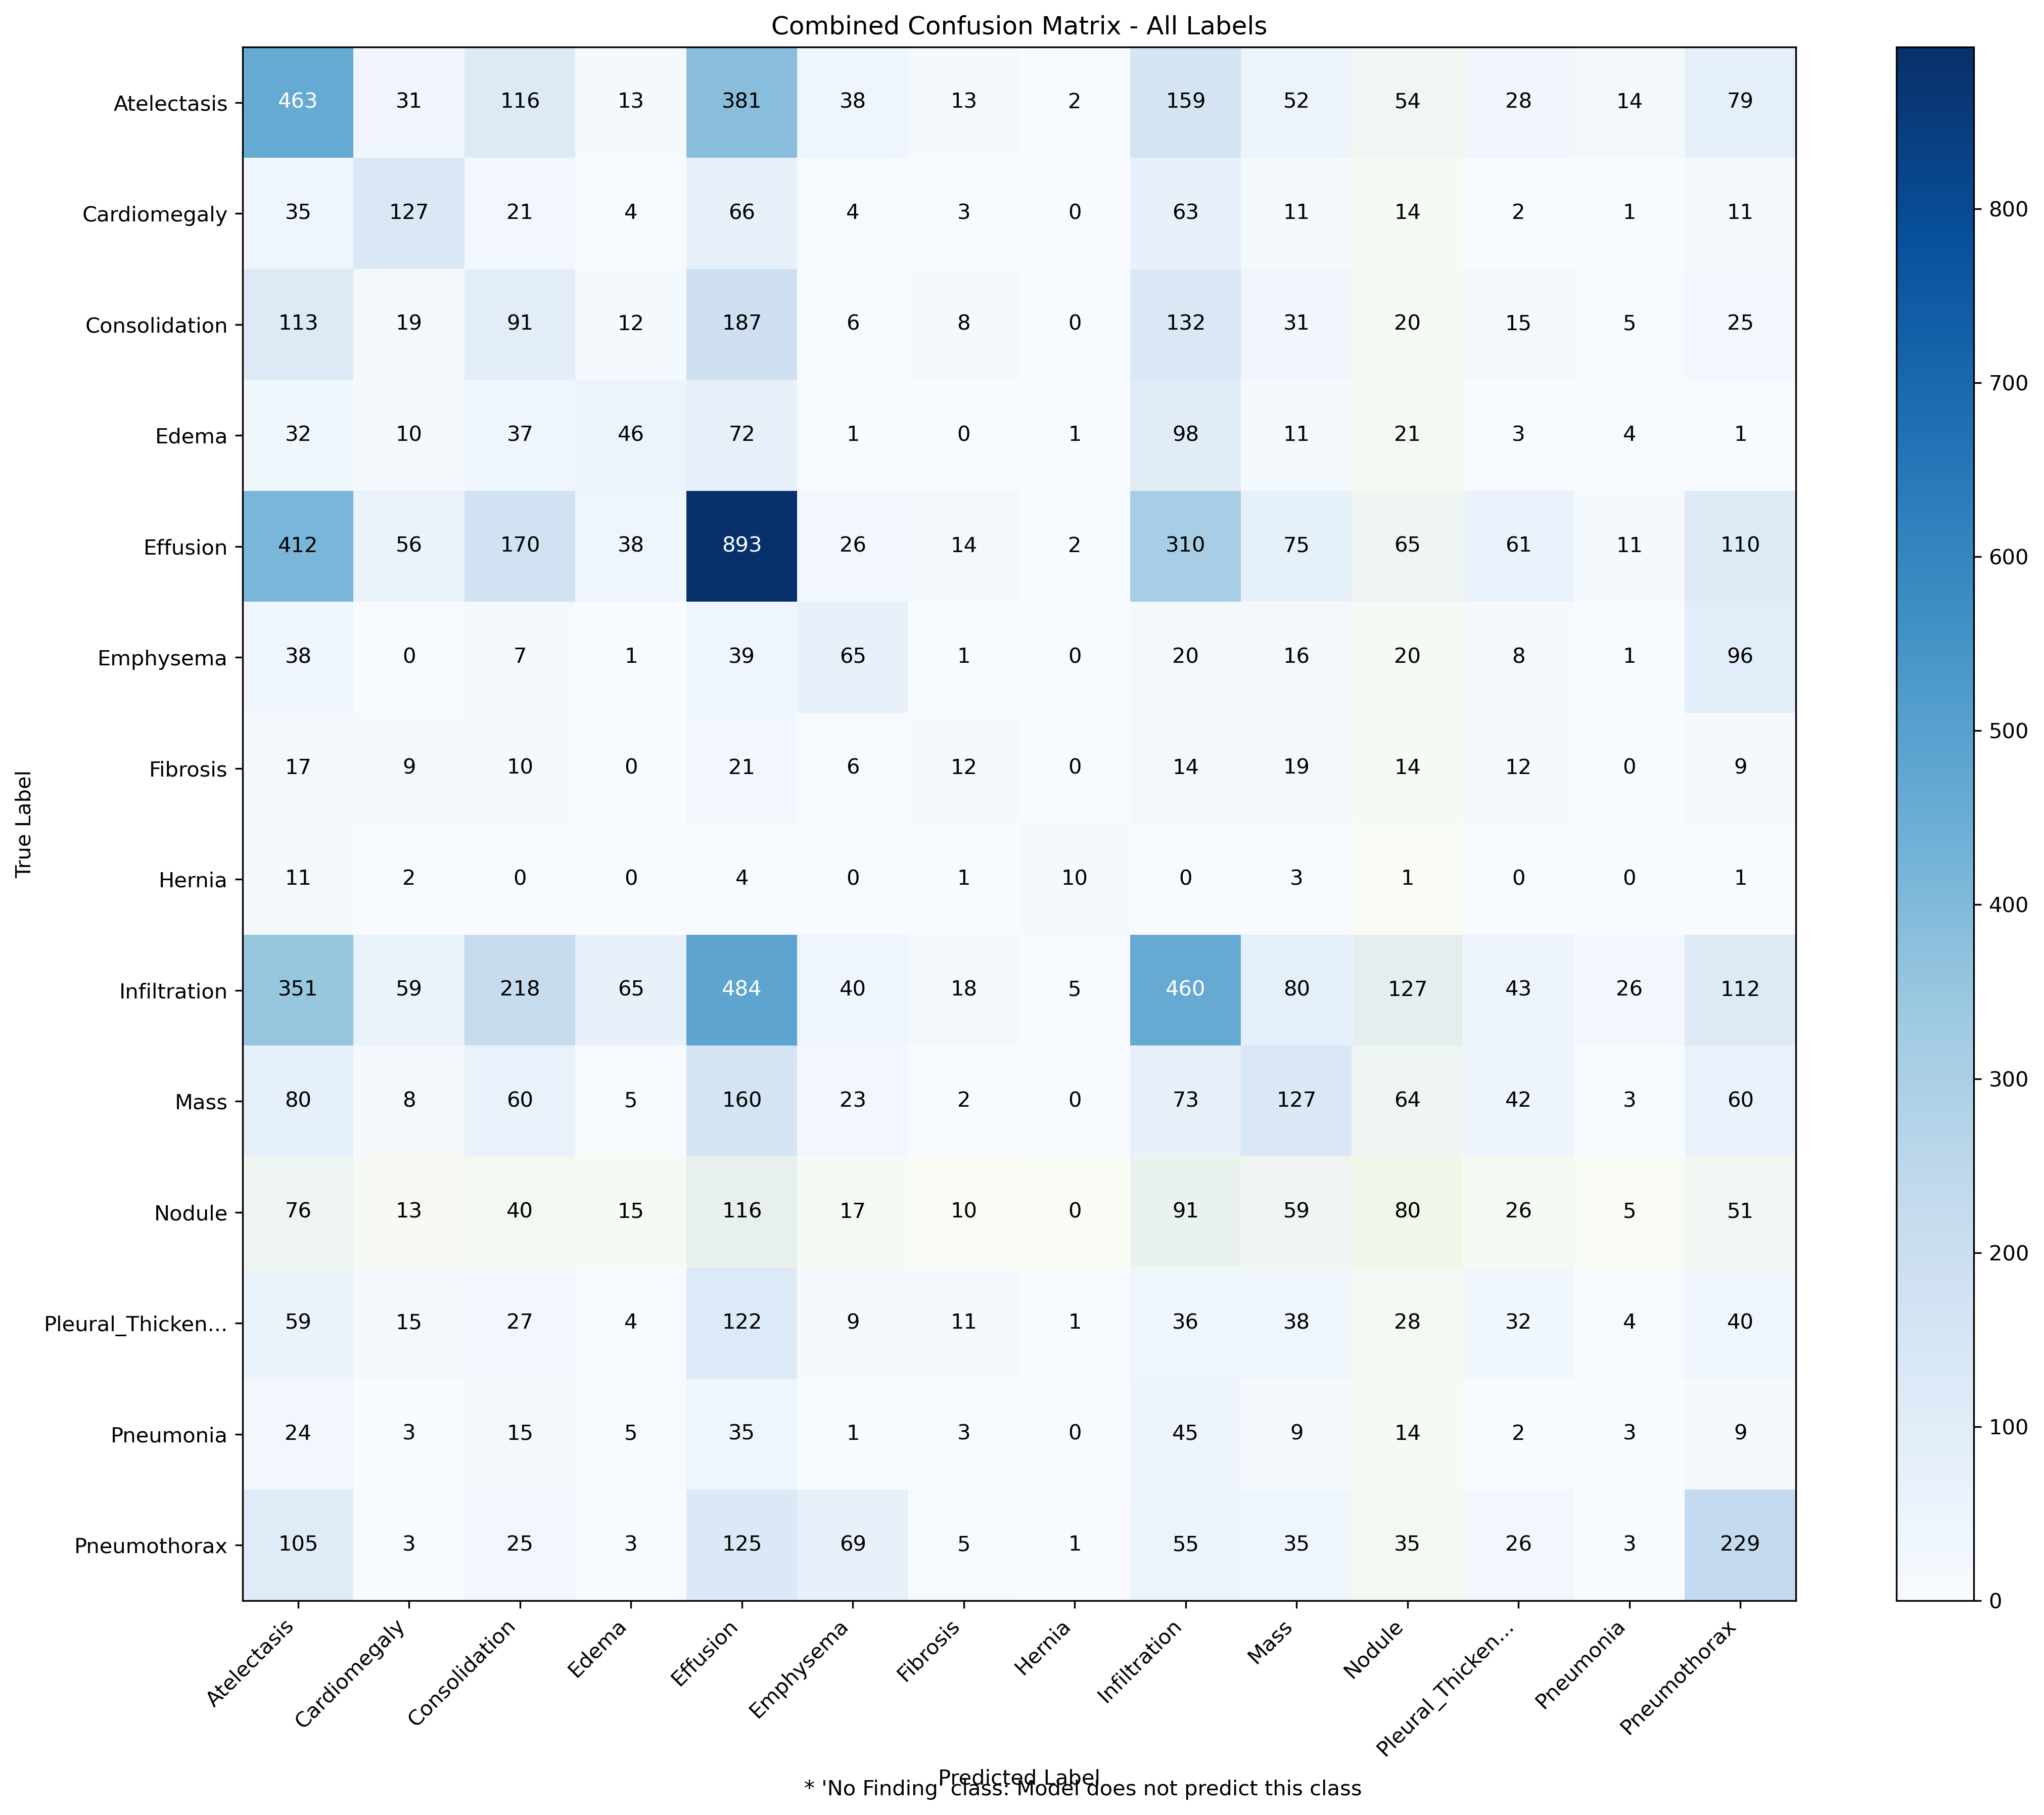 Combined Confusion Matrix - All Labels
True Label
Atelectasis 463 31 116 13 381 38 13 2 159 52 54 28 14 79
Cardiomegaly 35 127 21 4 66 4 3 0 63 11 14 2 1 11
Consolidation 113 19 91 12 187 6 8 0 132 31 20 15 5 25
Edema 32 10 37 46 72 1 0 1 98 11 21 3 4 1
Effusion 412 56 170 38 893 26 14 2 310 75 65 61 11 110
Emphysema 38 0 7 1 39 65 1 0 20 16 20 8 1 96
Fibrosis 17 9 10 0 21 6 12 0 14 19 14 12 0 9
Hernia 11 2 0 0 4 0 1 10 0 3 1 0 0 1
Infiltration 351 59 218 65 484 40 18 5 460 80 127 43 26 112
Mass 80 8 60 5 160 23 2 0 73 127 64 42 3 60
Nodule 76 13 40 15 116 17 10 0 91 59 80 26 5 51
Pleural_Thicken... 59 15 27 4 122 9 11 1 36 38 28 32 4 40
Pneumonia 24 3 15 5 35 1 3 0 45 9 14 2 3 9
Pneumothorax 105 3 25 3 125 69 5 1 55 35 35 26 3 229
Atelectasis Cardiomegaly Consolidation Edema Effusion Emphysema Fibrosis Hernia Infiltration Mass Nodule Pleural_Thicken... Pneumonia Pneumothorax
Predicted Label
* 'No Finding' class: Model does not predict this class
800
700
600
500
400
300
200
100
0